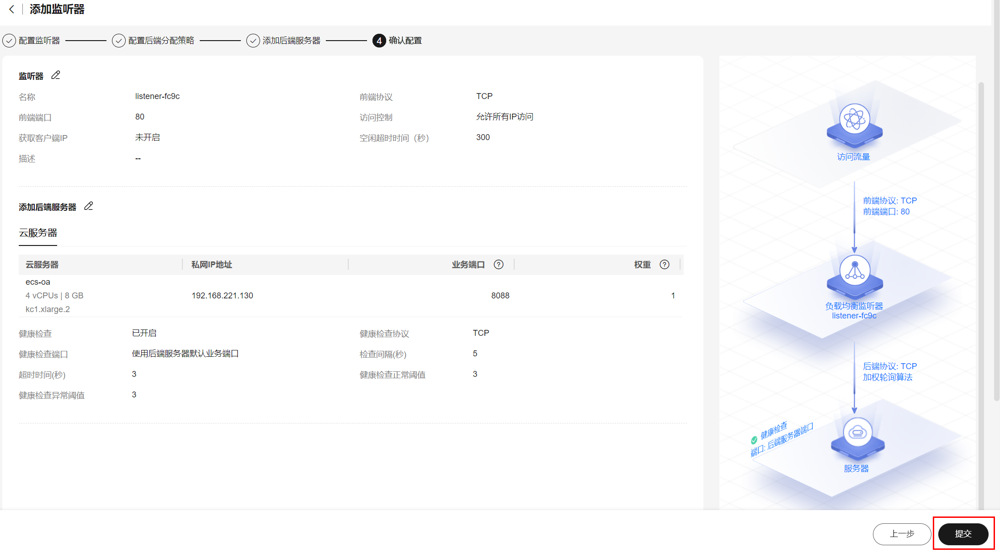 添加监听器
配置监听器
配置后端分配策略
添加后端服务器
4 确认配置
监听器
名称 listener-fc9c 前端协议 TCP
前端端口 80 访问控制 允许所有IP访问
获取客户端IP 未开启 空闲超时时间（秒） 300
描述 --
添加后端服务器
云服务器
云服务器 私网IP地址 业务端口 ? 权重 ?
ecs-oa
4 vCPUs | 8 GB 192.168.221.130 8088 1
kc1.xlarge.2
健康检查 已开启 健康检查协议 TCP
健康检查端口 使用后端服务器默认业务端口 检查间隔(秒) 5
超时时间(秒) 3 健康检查正常阈值 3
健康检查异常阈值 3
访问流量
前端协议: TCP
前端端口: 80
负载均衡监听器
listener-fc9c
后端协议: TCP
加权轮询算法
健康检查
端口: 后端服务器端口
服务器
上一步
提交